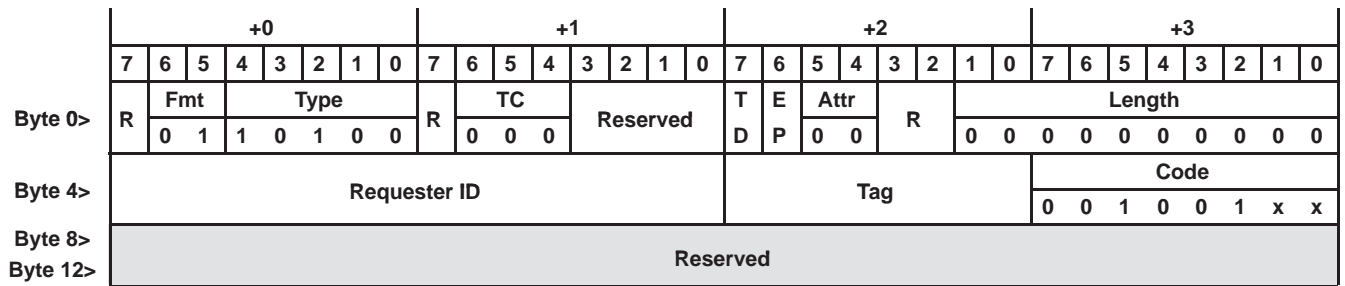 +0 +1 +2 +3
7 6 5 4 3 2 1 0 7 6 5 4 3 2 1 0 7 6 5 4 3 2 1 0 7 6 5 4 3 2 1 0
Byte 0> R Fmt Type R TC Reserved T E Attr R Length
0 1 1 0 1 0 0 0 0 0 D P 0 0 0 0 0 0 0 0 0 0 0 0
Byte 4> Requester ID Tag Code
0 0 1 0 0 1 x x
Byte 8>
Reserved
Byte 12>